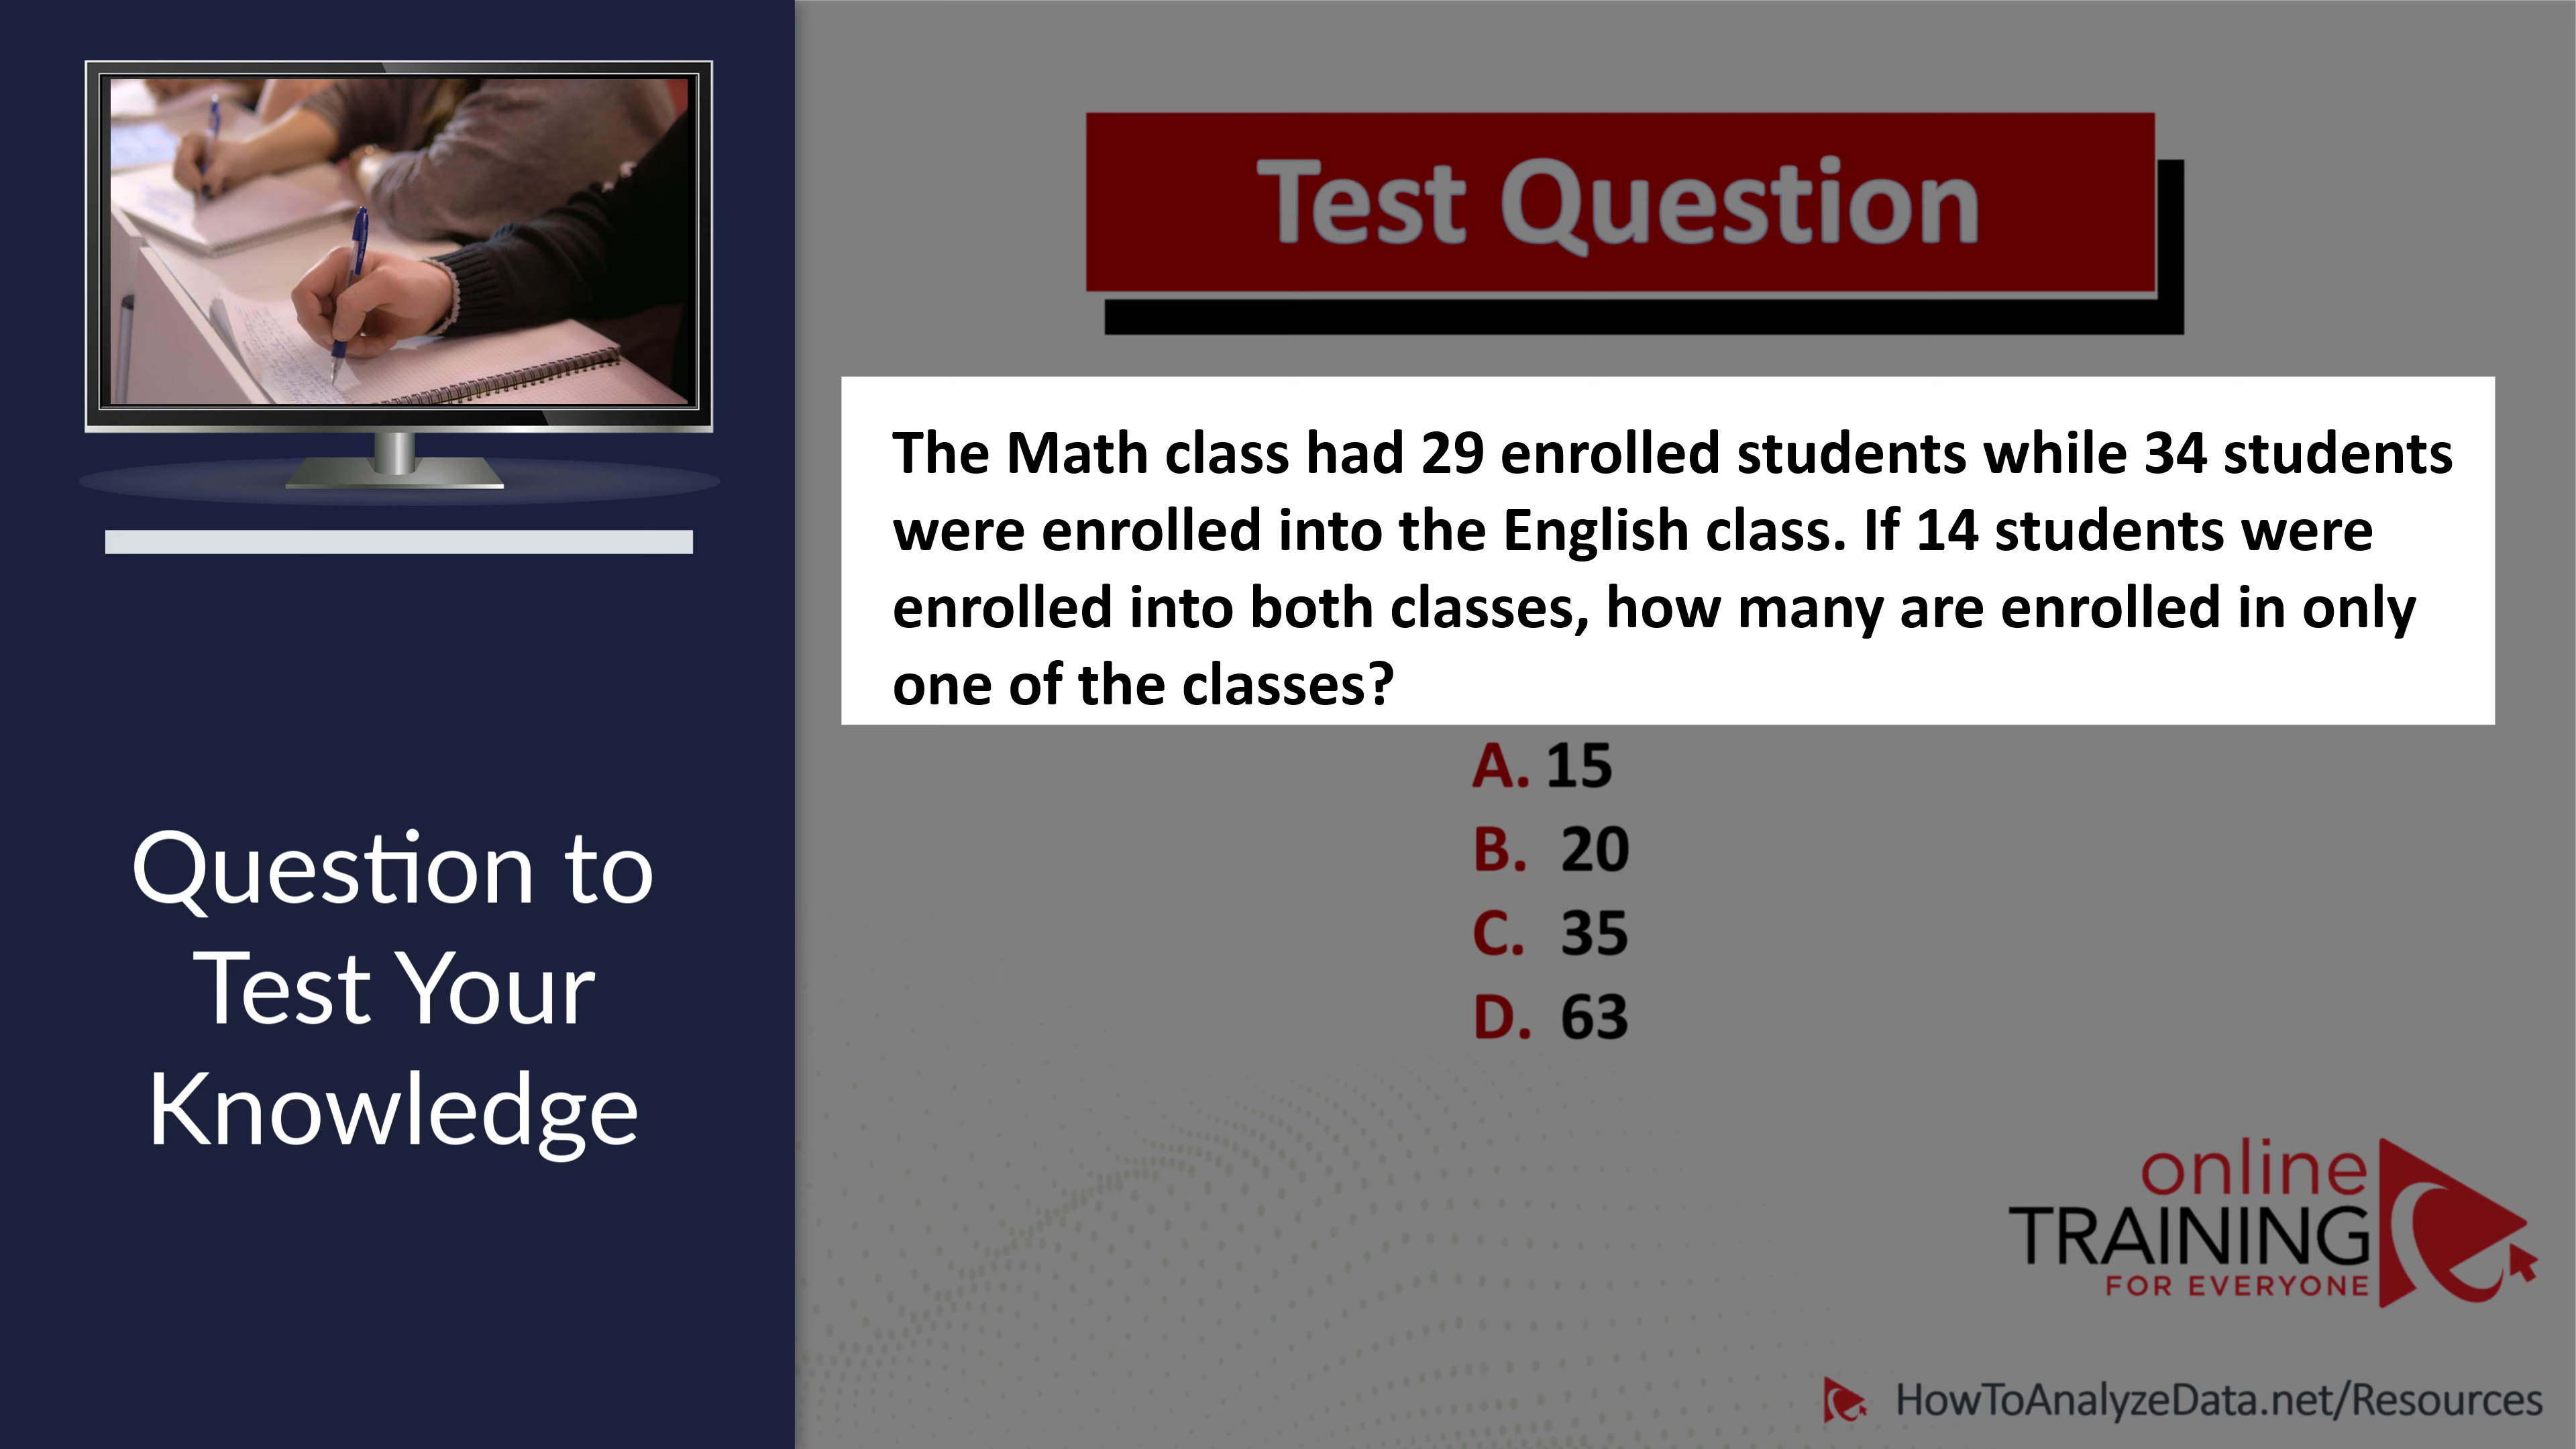 Test Question
The Math class had 29 enrolled students while 34 students
were enrolled into the English class. If 14 students were
enrolled into both classes, how many are enrolled in only
one of the classes?
A. 15
B. 20
C. 35
D. 63
Question to
Test Your
Knowledge
online
TRAINING
FOR EVERYONE
HowToAnalyzeData.net/Resources